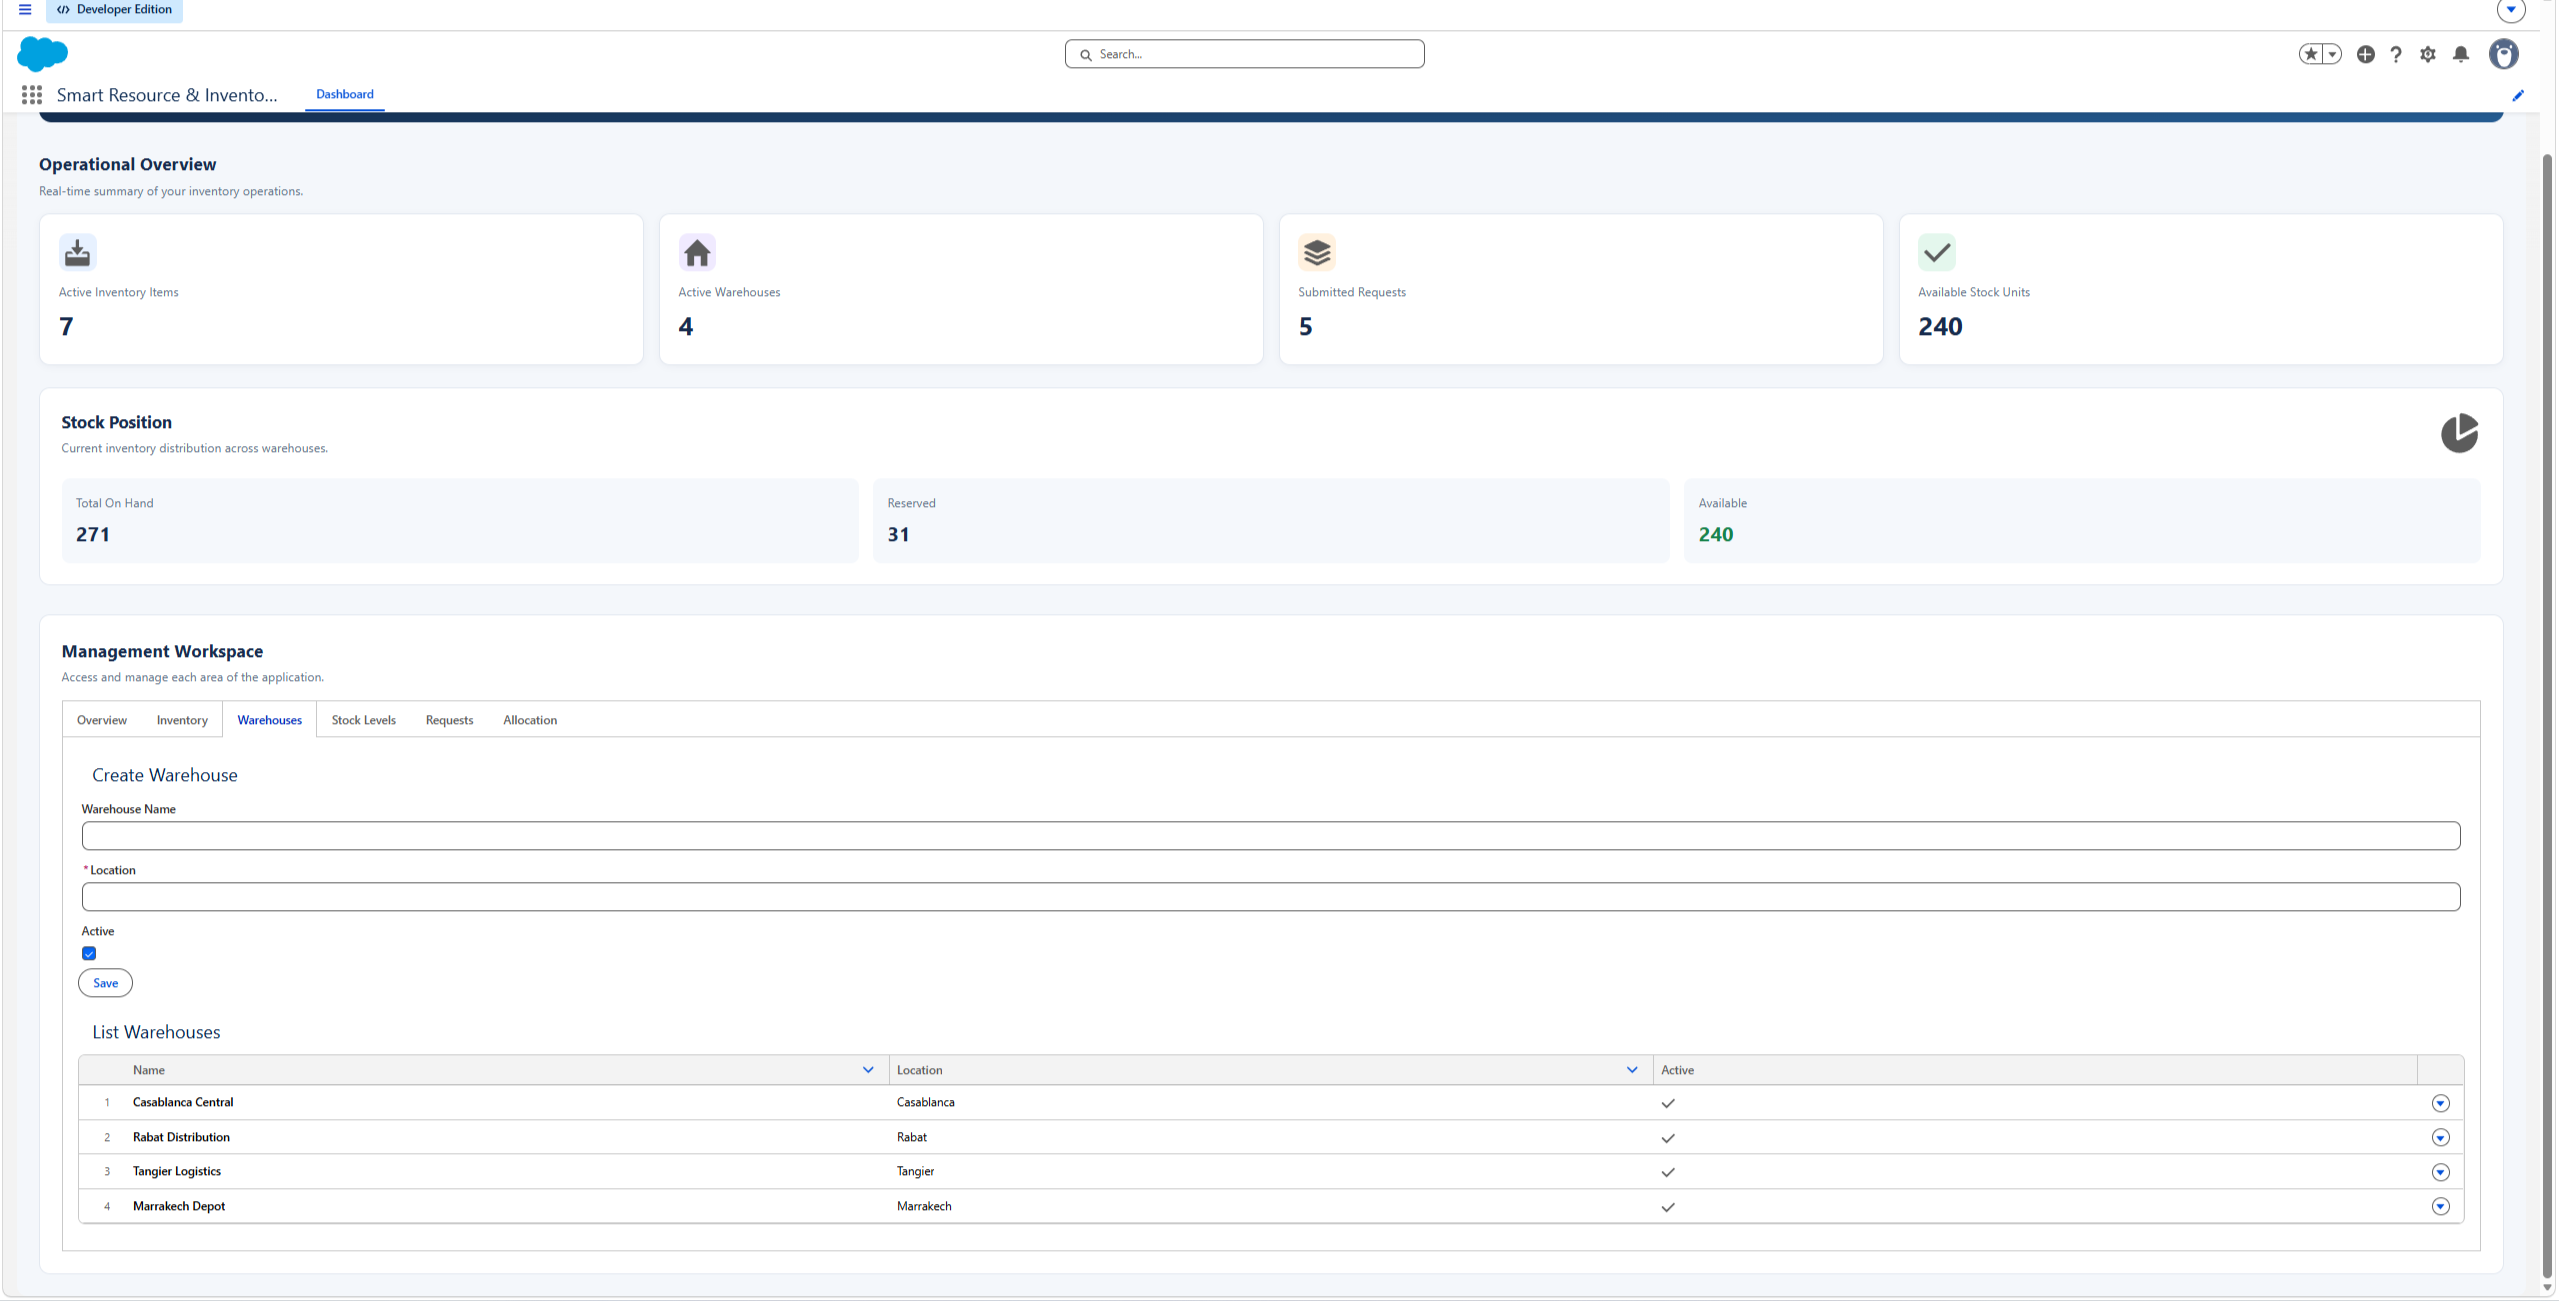 Developer Edition
Search...
Smart Resource & Invento... Dashboard
Operational Overview
Real-time summary of your inventory operations.
Active Inventory Items
7
Active Warehouses
4
Submitted Requests
5
Available Stock Units
240
Stock Position
Current inventory distribution across warehouses.
Total On Hand
271
Reserved
31
Available
240
Management Workspace
Access and manage each area of the application.
Overview Inventory Warehouses Stock Levels Requests Allocation
Create Warehouse
Warehouse Name
* Location
Active
Save
List Warehouses
Name Location Active
1 Casablanca Central Casablanca
2 Rabat Distribution Rabat
3 Tangier Logistics Tangier
4 Marrakech Depot Marrakech